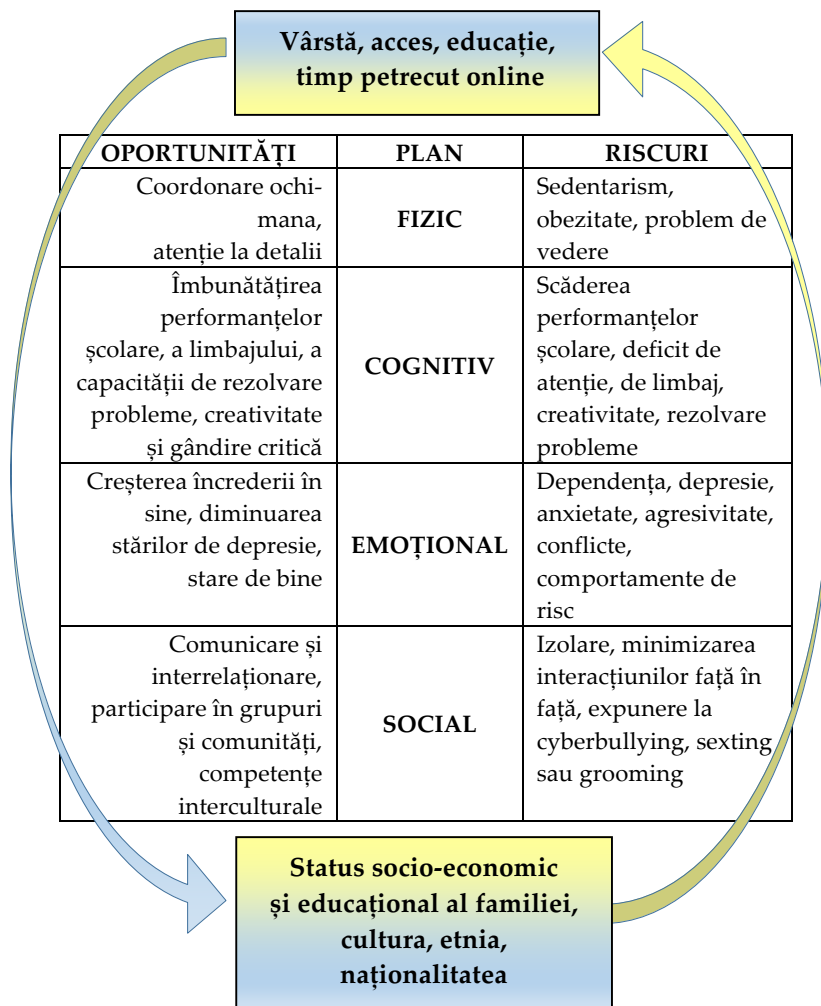 Vârstă, acces, educație,
timp petrecut online
OPORTUNITĂȚI
PLAN
RISCURI
Coordonare ochi-
mana,
atenție la detalii
FIZIC
Sedentarism,
obezitate, problem de
vedere
Îmbunătățirea
performanțelor
școlare, a limbajului, a
capacității de rezolvare
probleme, creativitate
și gândire critică
COGNITIV
Scăderea
performanțelor
școlare, deficit de
atenție, de limbaj,
creativitate, rezolvare
probleme
Creșterea încrederii în
sine, diminuarea
stărilor de depresie,
stare de bine
EMOȚIONAL
Dependența, depresie,
anxietate, agresivitate,
conflicte,
comportamente de
risc
Comunicare și
interrelaționare,
participare în grupuri
și comunități,
competențe
interculturale
SOCIAL
Izolare, minimizarea
interacțiunilor față în
față, expunere la
cyberbullying, sexting
sau grooming
Status socio-economic
și educațional al familiei,
cultura, etnia,
naționalitatea